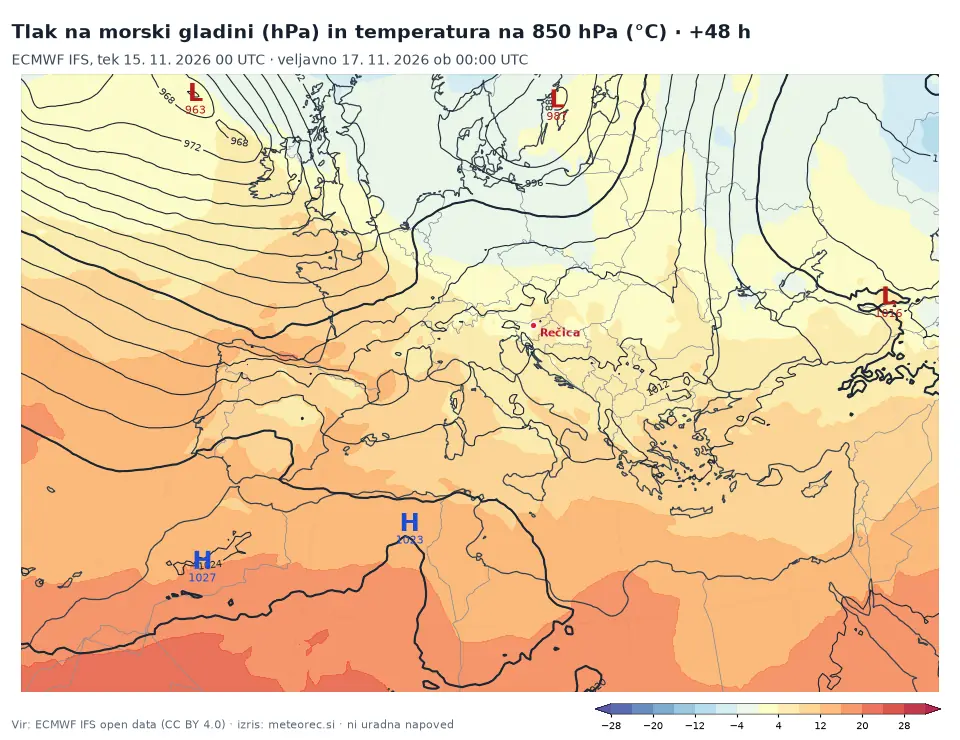 Tlak na morski gladini (hPa) in temperatura na 850 hPa (°C) · +48 h
ECMWF IFS, tek 15. 11. 2026 00 UTC · veljavno 17. 11. 2026 ob 00:00 UTC
L
963
968
L
987
972
968
996
L
1016
Rečica
1012
H
1023
H
1024
1027
1020
Vir: ECMWF IFS open data (CC BY 4.0) · izris: meteorec.si · ni uradna napoved
−28 −20 −12 −4 4 12 20 28